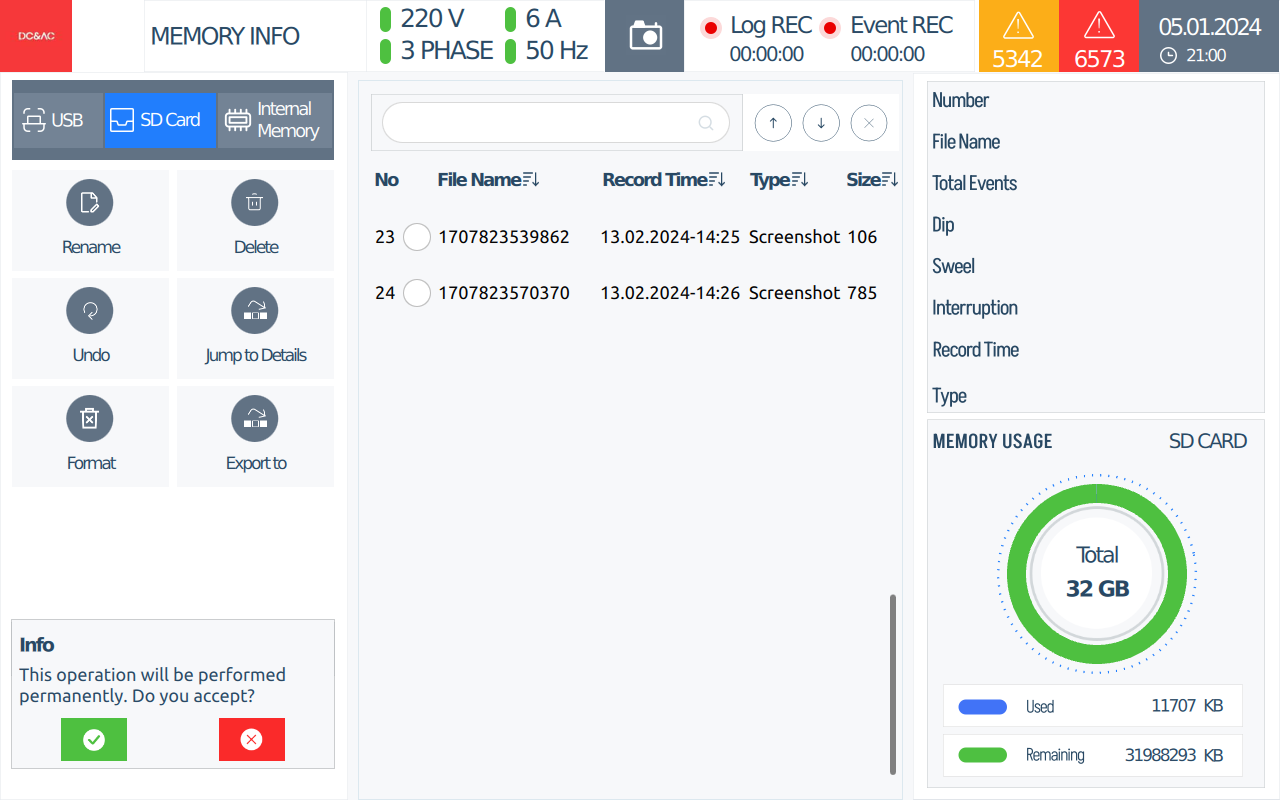 DC&AC
MEMORY INFO
220 V
6 A
3 PHASE
50 Hz
Log REC
00:00:00
Event REC
00:00:00
5342
6573
05.01.2024
21:00
USB
SD Card
Internal
Memory
Rename
Delete
Undo
Jump to Details
Format
Export to
Info
This operation will be performed
permanently. Do you accept?
No File Name Record Time Type Size
23 1707823539862 13.02.2024-14:25 Screenshot 106
24 1707823570370 13.02.2024-14:26 Screenshot 785
Number
File Name
Total Events
Dip
Sweel
Interruption
Record Time
Type
MEMORY USAGE SD CARD
Total
32 GB
Used 11707 KB
Remaining 31988293 KB